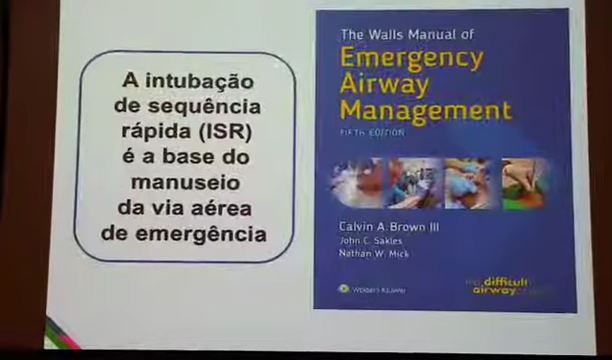 A intubação
de sequência
rápida (ISR)
é a base do
manuseio
da via aérea
de emergência
The Walls Manual of
Emergency
Airway
Management
FIFTH EDITION
Calvin A. Brown III
John C. Sakles
Nathan W. Mick
Wolters Kluwer
difficult
airway